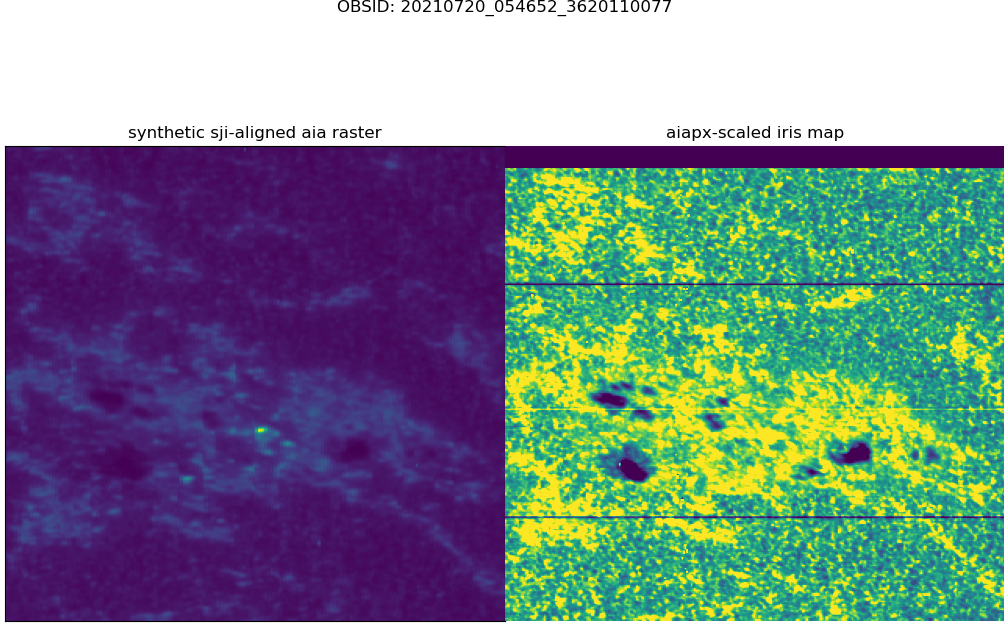 OBSID: 20210720_054652_3620110077
synthetic sji-aligned aia raster
aiapx-scaled iris map